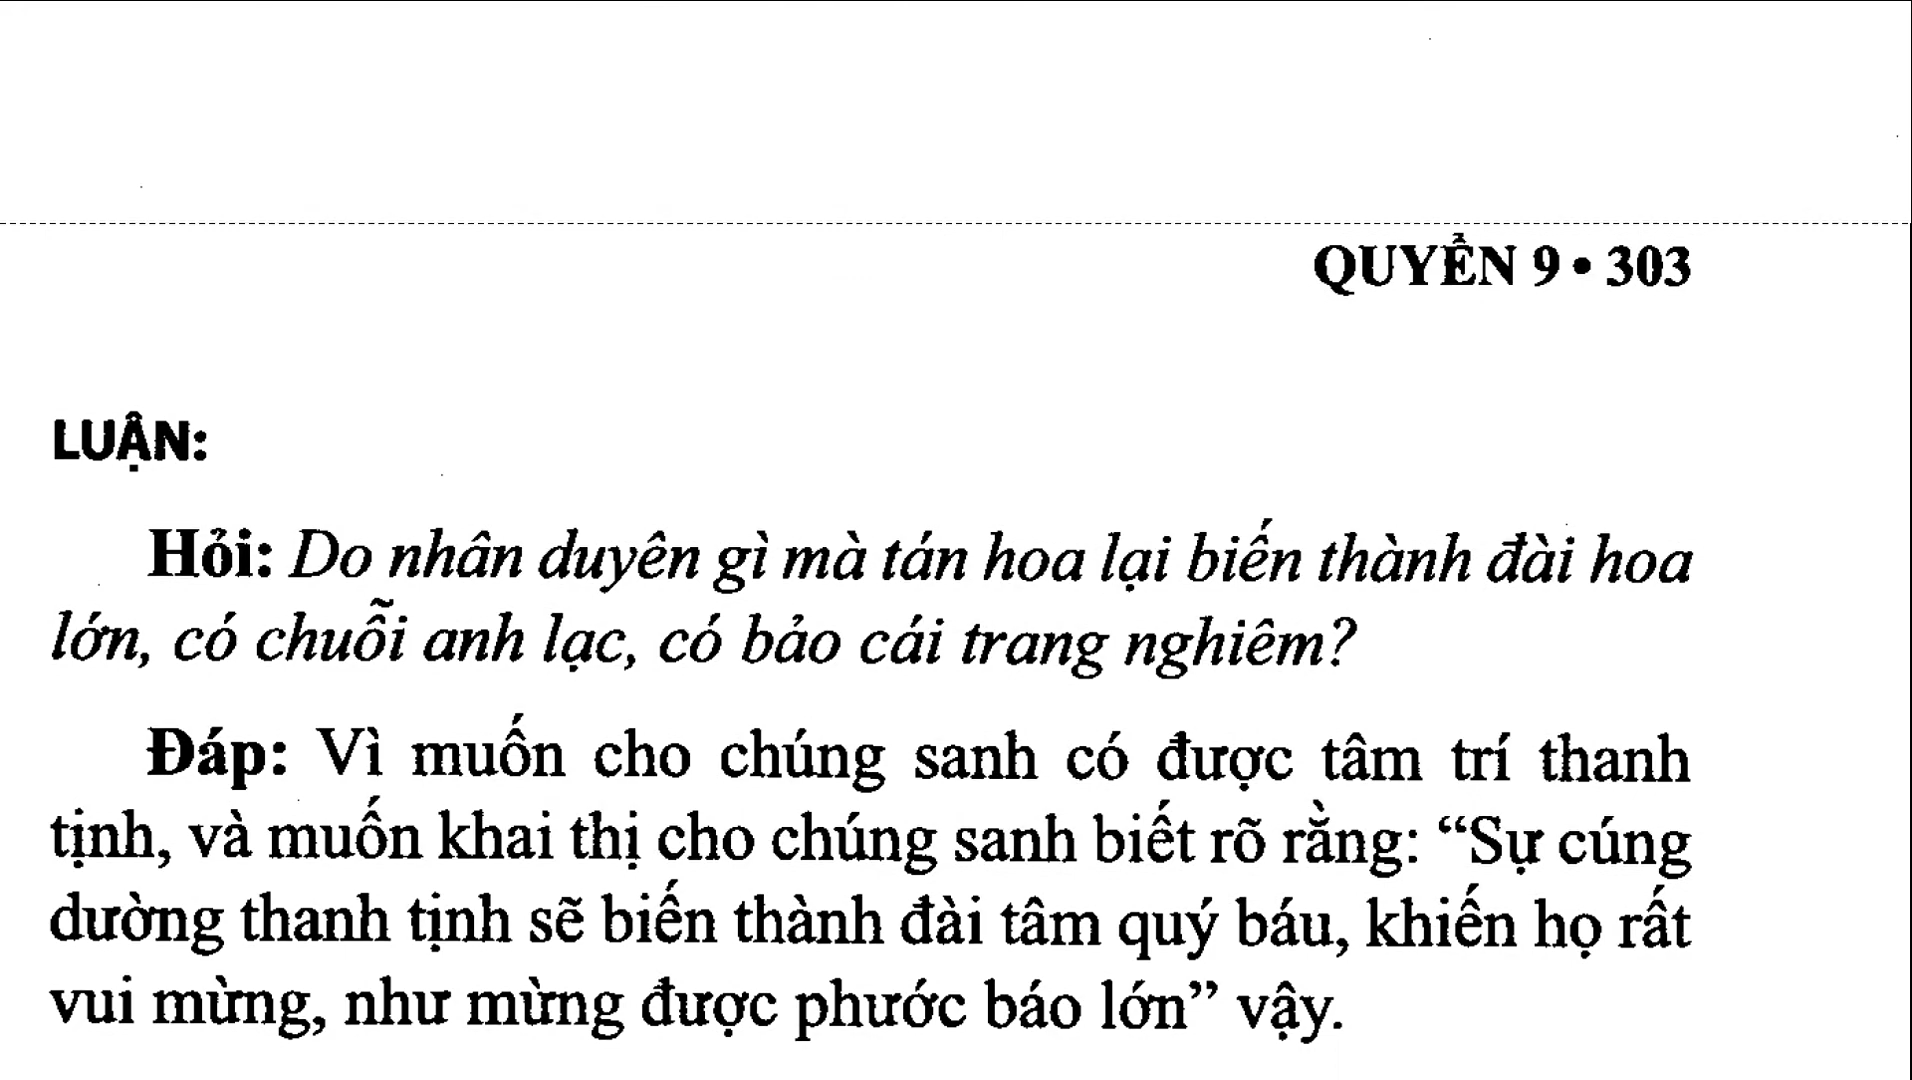 QUYỂN 9 • 303
LUẬN:
Hỏi: Do nhân duyên gì mà tán hoa lại biến thành đài hoa
lớn, có chuỗi anh lạc, có bảo cái trang nghiêm?
Đáp: Vì muốn cho chúng sanh có được tâm trí thanh
tịnh, và muốn khai thị cho chúng sanh biết rõ rằng: “Sự cúng
dường thanh tịnh sẽ biến thành đài tâm quý báu, khiến họ rất
vui mừng, như mừng được phước báo lớn” vậy.